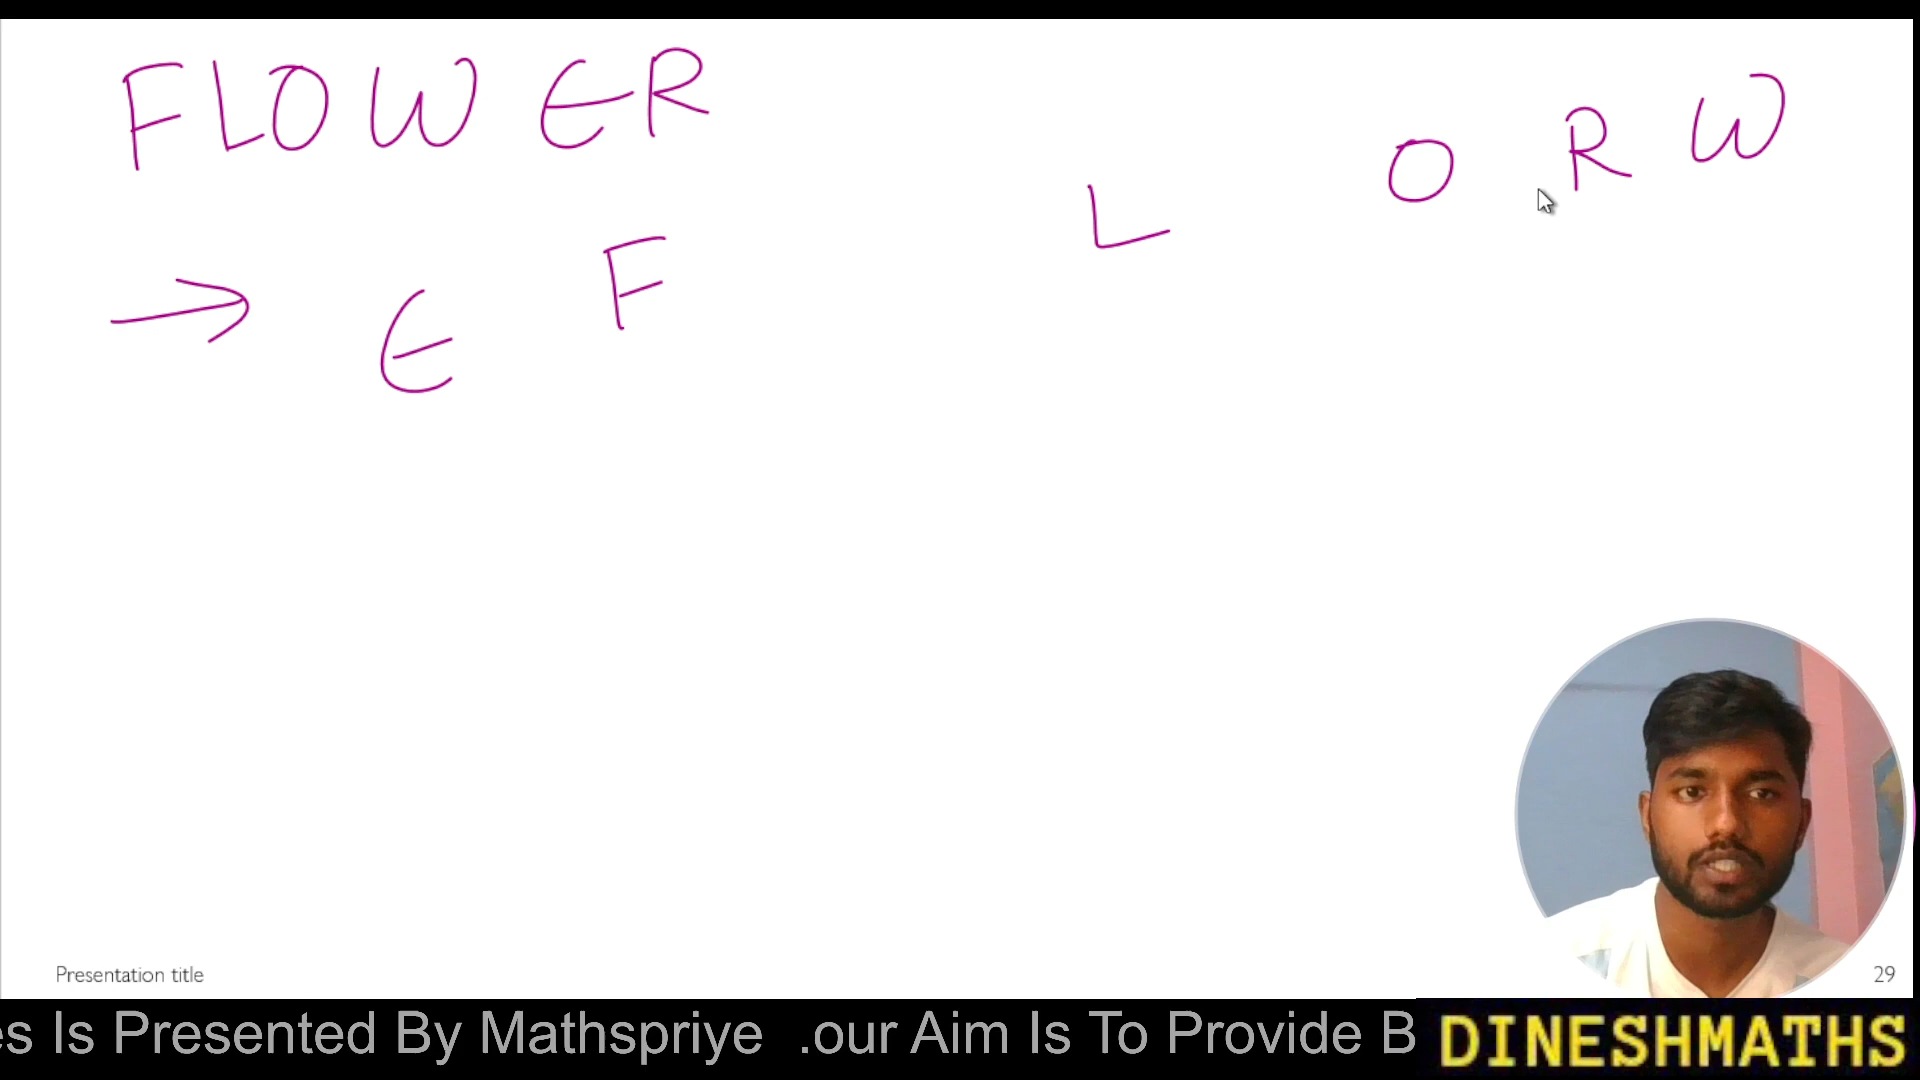 FLOWER
→ E F L O R W
Presentation title
29
es Is Presented By Mathspriye .our Aim Is To Provide B
DINESHMATHS